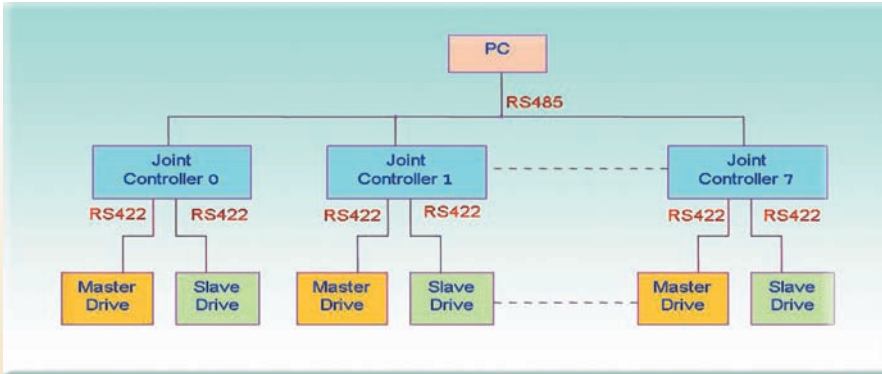 PC
RS485
Joint
Controller 0
Joint
Controller 1
Joint
Controller 7
RS422
RS422
RS422
RS422
RS422
RS422
Master
Drive
Slave
Drive
Master
Drive
Slave
Drive
Master
Drive
Slave
Drive